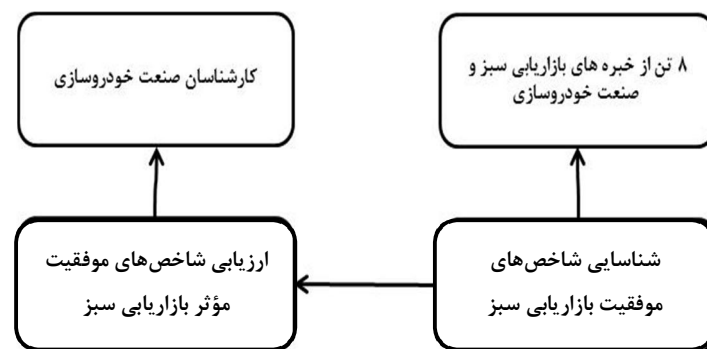 ۸ تن از خبره های بازاریابی سبز و
صنعت خودروسازی
کارشناسان صنعت خودروسازی
شناسایی شاخص‌های
موفقیت بازاریابی سبز
ارزیابی شاخص‌های موفقیت
مؤثر بازاریابی سبز